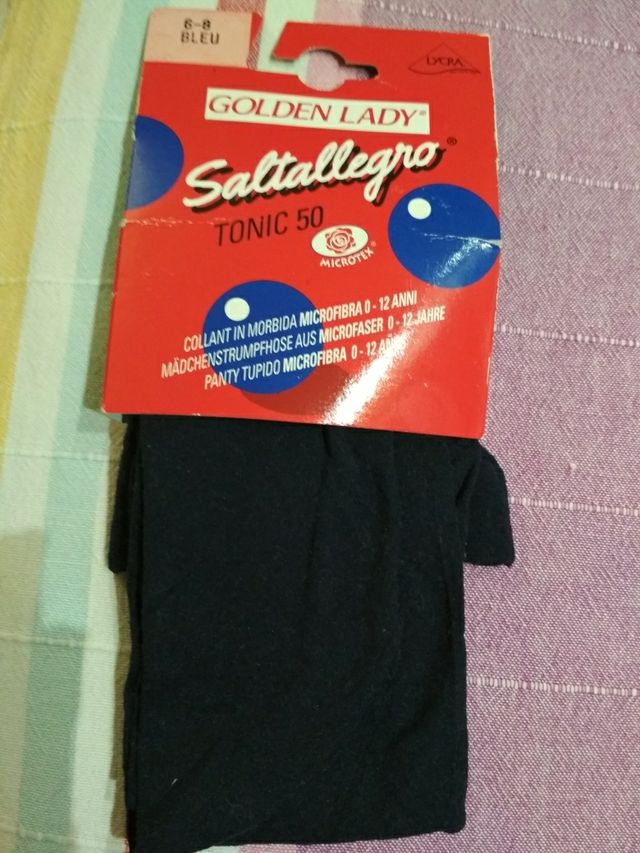 6-8
BLEU
LYCRA
GOLDEN LADY®
Saltallegro®
TONIC 50
MICROTEX®
COLLANT IN MORBIDA MICROFIBRA 0-12 ANNI
MÄDCHENSTRUMPFHOSE AUS MICROFASER 0-12 JAHRE
PANTY TUPIDO MICROFIBRA 0-12 AÑOS